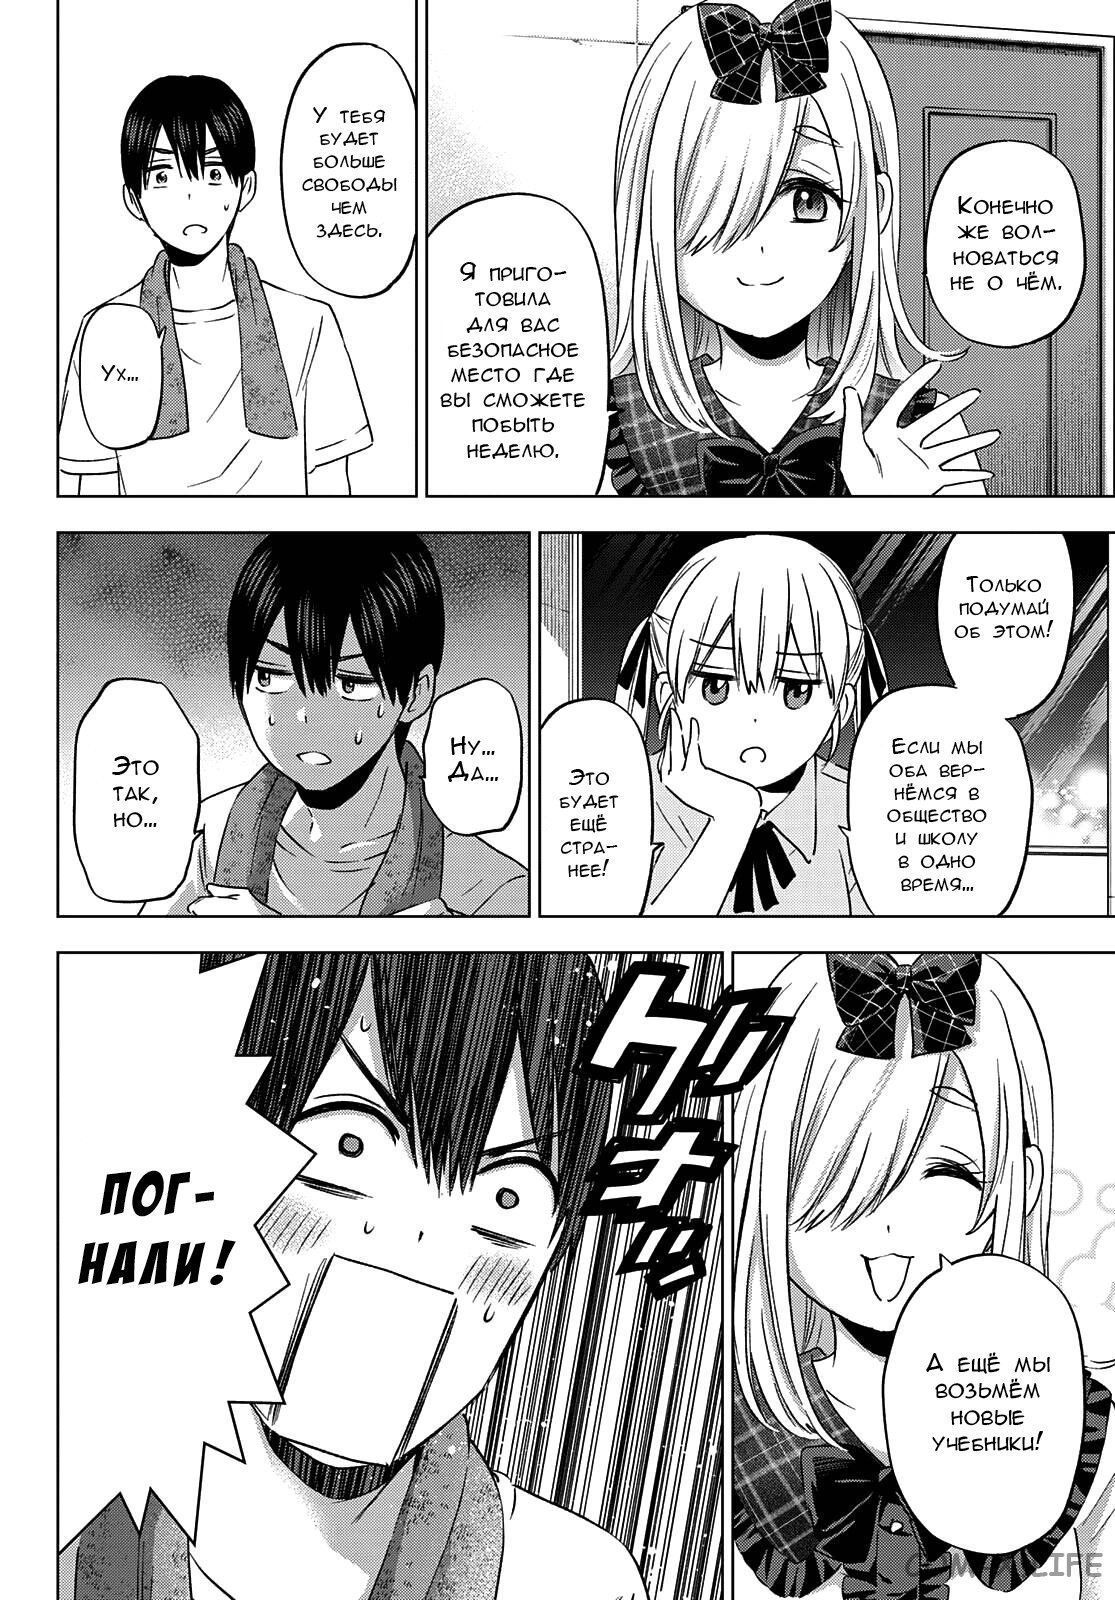 Конечно
же вол-
новаться
не о чём.
Я приго-
товила
для вас
безопасное
место где
вы сможете
побыть
неделю.
У тебя
будет
больше
свободы
чем
здесь.
Ух...
Только
подумай
об этом!
Если мы
оба вер-
нёмся в
общество
и школу
в одно
время...
Это
будет
ещё
стра-
нее!
Ну...
Да...
Это
так,
но...
А ещё мы
возьмём
новые
учебники!
ПОГ-
НАЛИ!